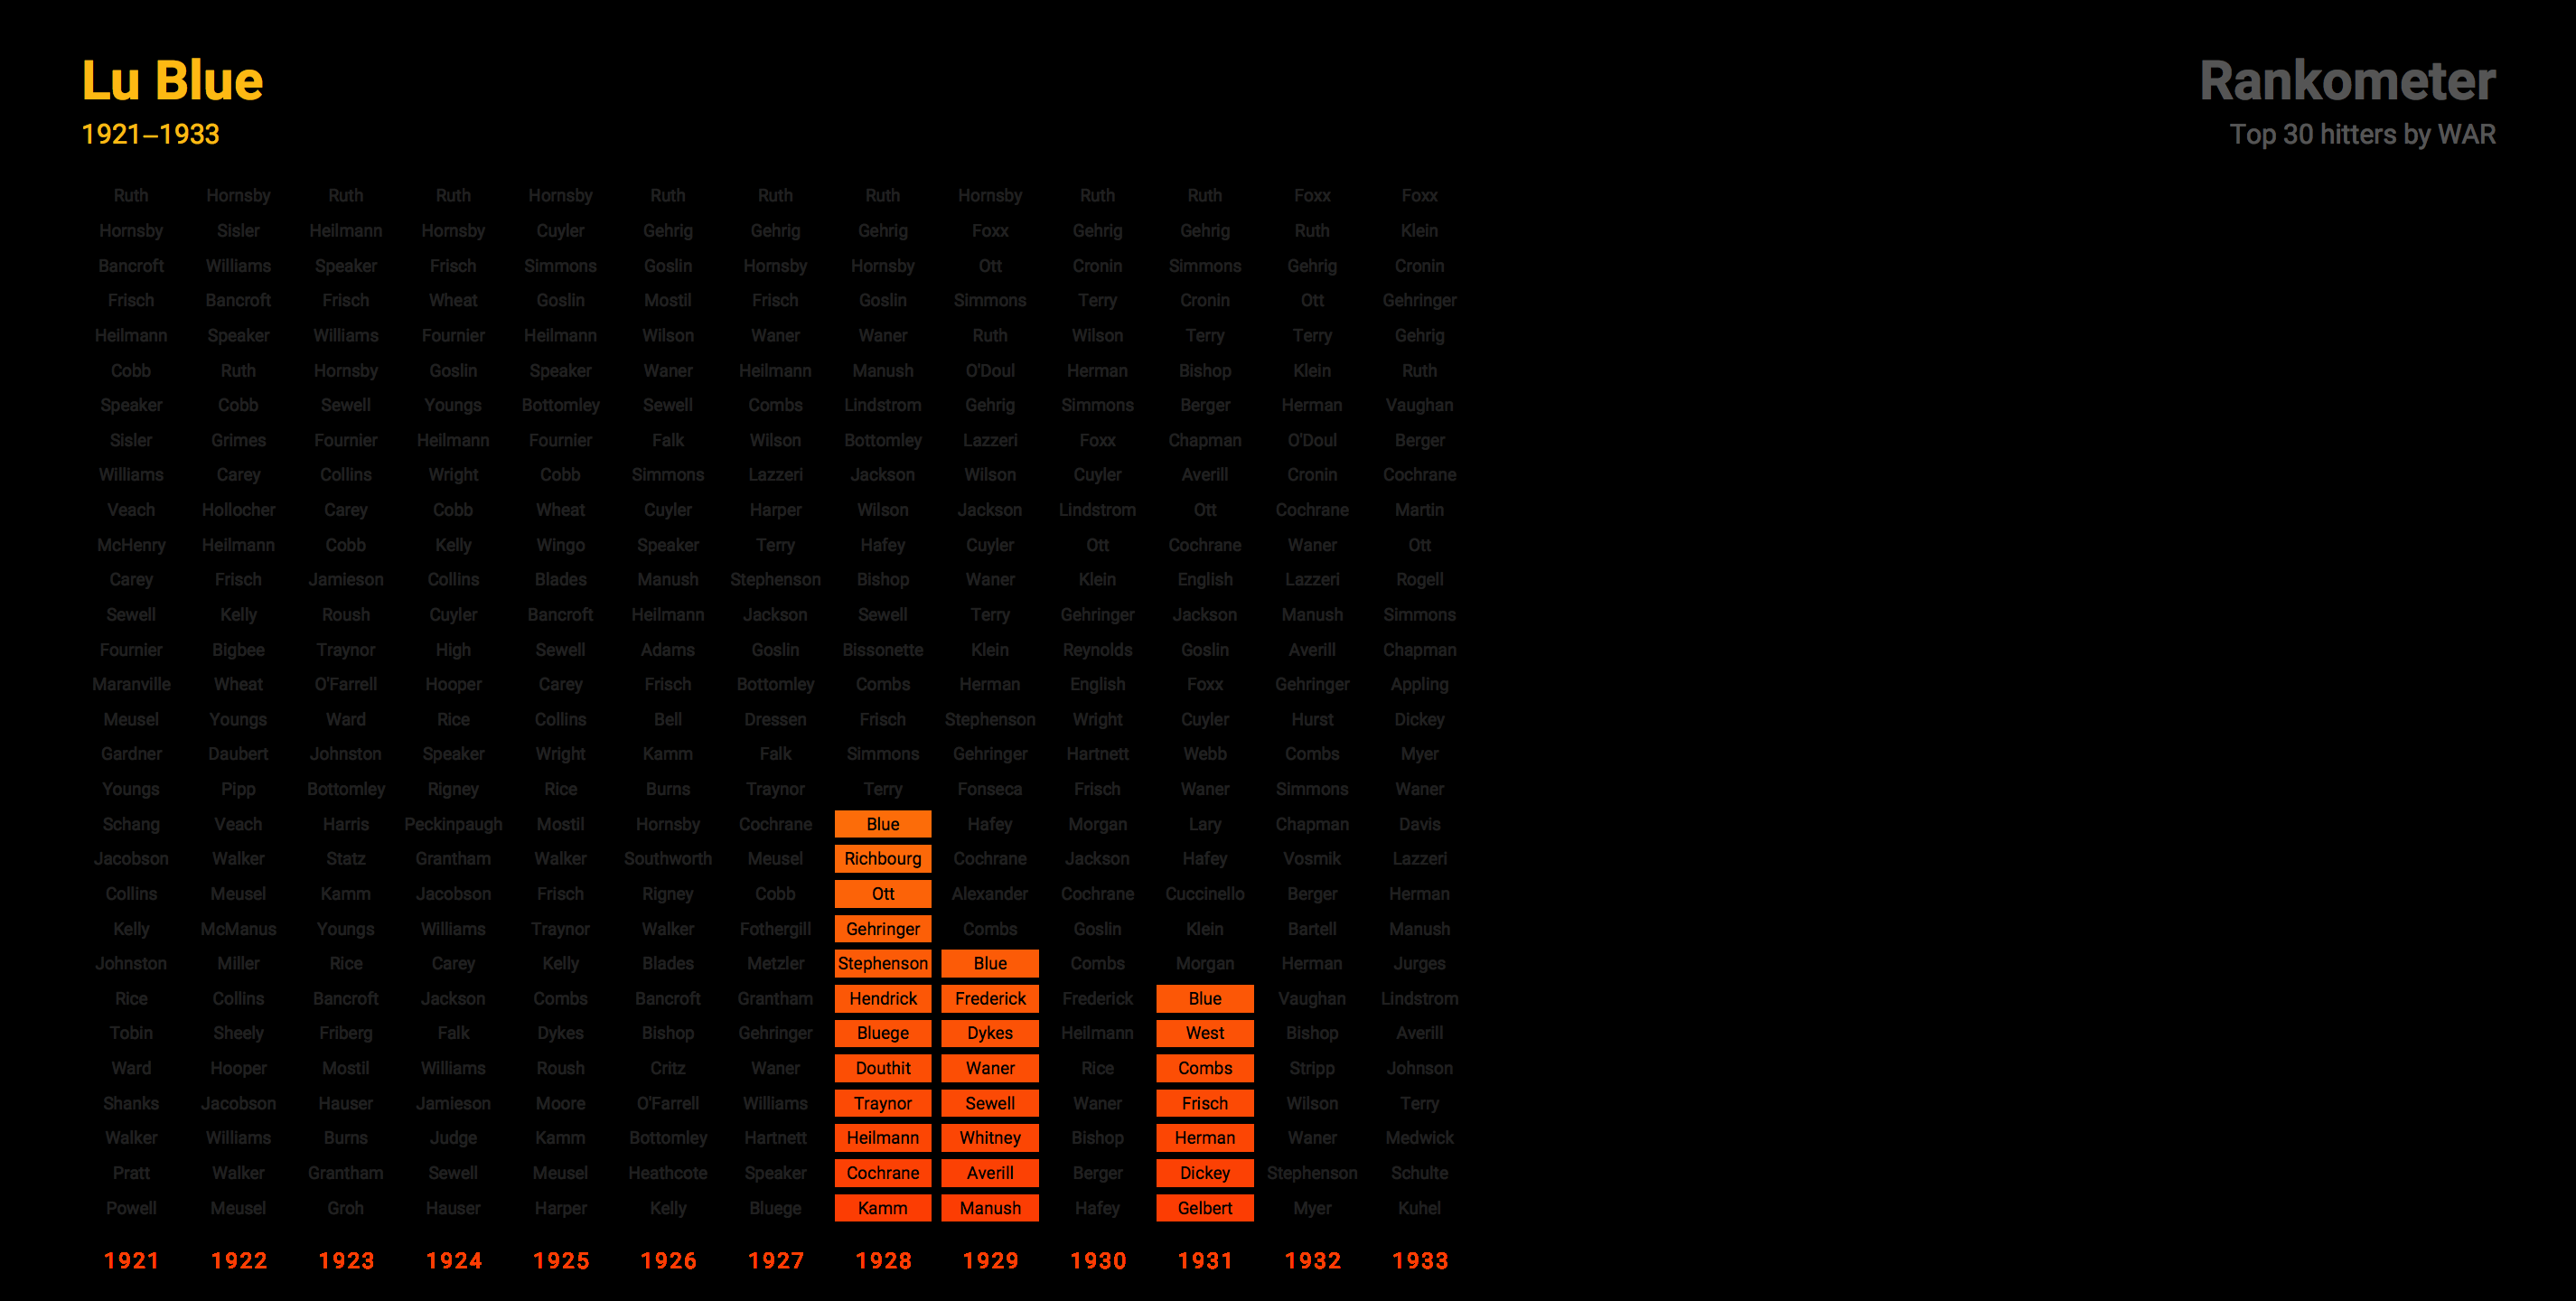 Lu Blue
1921–1933
Rankometer
Top 30 hitters by WAR
Ruth Hornsby Ruth Ruth Hornsby Ruth Ruth Ruth Hornsby Ruth Ruth Foxx Foxx
Hornsby Sisler Heilmann Hornsby Cuyler Gehrig Gehrig Gehrig Foxx Gehrig Gehrig Ruth Klein
Bancroft Williams Speaker Frisch Simmons Goslin Hornsby Hornsby Ott Cronin Simmons Gehrig Cronin
Frisch Bancroft Frisch Wheat Goslin Mostil Frisch Goslin Simmons Terry Cronin Ott Gehringer
Heilmann Speaker Williams Fournier Heilmann Wilson Waner Waner Ruth Wilson Terry Terry Gehrig
Cobb Ruth Hornsby Goslin Speaker Waner Heilmann Manush O'Doul Herman Bishop Klein Ruth
Speaker Cobb Sewell Youngs Bottomley Sewell Combs Lindstrom Gehrig Simmons Berger Herman Vaughan
Sisler Grimes Fournier Heilmann Fournier Falk Wilson Bottomley Lazzeri Foxx Chapman O'Doul Berger
Williams Carey Collins Wright Cobb Simmons Lazzeri Jackson Wilson Cuyler Averill Cronin Cochrane
Veach Hollocher Carey Cobb Wheat Cuyler Harper Wilson Jackson Lindstrom Ott Cochrane Martin
McHenry Heilmann Cobb Kelly Wingo Speaker Terry Hafey Cuyler Ott Cochrane Waner Ott
Carey Frisch Jamieson Collins Blades Manush Stephenson Bishop Waner Klein English Lazzeri Rogell
Sewell Kelly Roush Cuyler Bancroft Heilmann Jackson Sewell Terry Gehringer Jackson Manush Simmons
Fournier Bigbee Traynor High Sewell Adams Goslin Bissonette Klein Reynolds Goslin Averill Chapman
Maranville Wheat O'Farrell Hooper Carey Frisch Bottomley Combs Herman English Foxx Gehringer Appling
Meusel Youngs Ward Rice Collins Bell Dressen Frisch Stephenson Wright Cuyler Hurst Dickey
Gardner Daubert Johnston Speaker Wright Kamm Falk Simmons Gehringer Hartnett Webb Combs Myer
Youngs Pipp Bottomley Rigney Rice Burns Traynor Terry Fonseca Frisch Waner Simmons Waner
Schang Veach Harris Peckinpaugh Mostil Hornsby Cochrane Blue Hafey Morgan Lary Chapman Davis
Jacobson Walker Statz Grantham Walker Southworth Meusel Richbourg Cochrane Jackson Hafey Vosmik Lazzeri
Collins Meusel Kamm Jacobson Frisch Rigney Cobb Ott Alexander Cochrane Cuccinello Berger Herman
Kelly McManus Youngs Williams Traynor Walker Fothergill Gehringer Combs Goslin Klein Bartell Manush
Johnston Miller Rice Carey Kelly Blades Metzler Stephenson Blue Combs Morgan Herman Jurges
Rice Collins Bancroft Jackson Combs Bancroft Grantham Hendrick Frederick Frederick Blue Vaughan Lindstrom
Tobin Sheely Friberg Falk Dykes Bishop Gehringer Bluege Dykes Heilmann West Bishop Averill
Ward Hooper Mostil Williams Roush Critz Waner Douthit Waner Rice Combs Stripp Johnson
Shanks Jacobson Hauser Jamieson Moore O'Farrell Williams Traynor Sewell Waner Frisch Wilson Terry
Walker Williams Burns Judge Kamm Bottomley Hartnett Heilmann Whitney Bishop Herman Waner Medwick
Pratt Walker Grantham Sewell Meusel Heathcote Speaker Cochrane Averill Berger Dickey Stephenson Schulte
Powell Meusel Groh Hauser Harper Kelly Bluege Kamm Manush Hafey Gelbert Myer Kuhel
1921 1922 1923 1924 1925 1926 1927 1928 1929 1930 1931 1932 1933